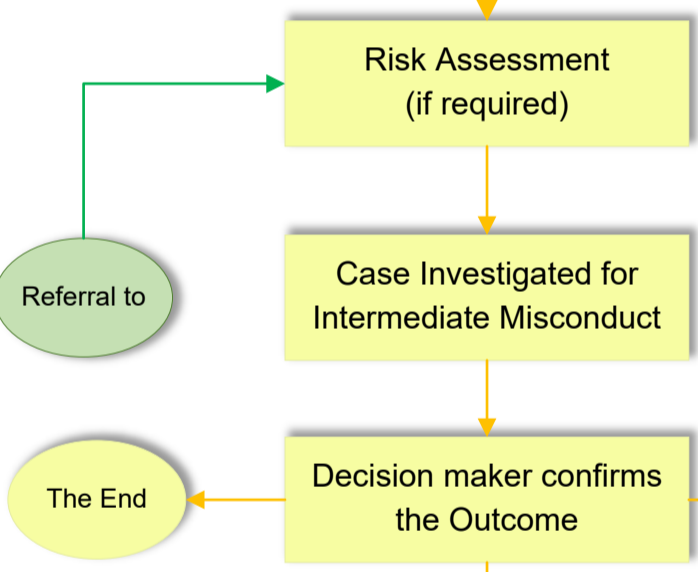 Risk Assessment
(if required)
Referral to
Case Investigated for
Intermediate Misconduct
The End
Decision maker confirms
the Outcome